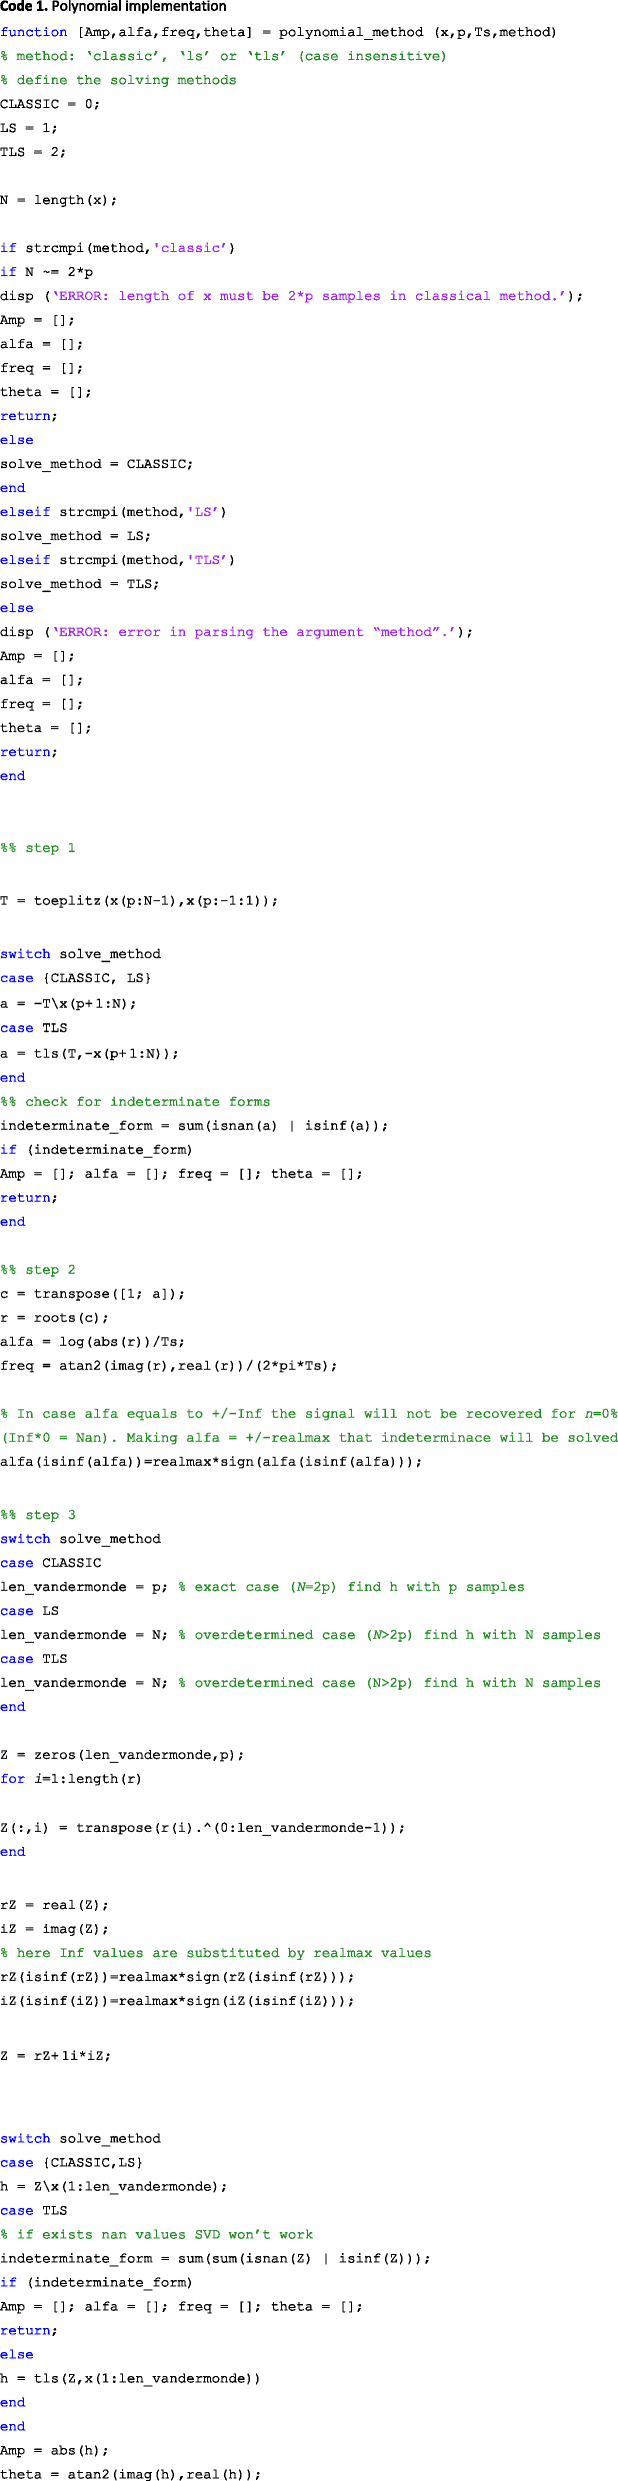 Code 1. Polynomial implementation
function [Amp,alfa,freq,theta] = polynomial_method (x,p,Ts,method)
% method: ‘classic’, ‘ls’ or ‘tls’ (case insensitive)
% define the solving methods
CLASSIC = 0;
LS = 1;
TLS = 2;
N = length(x);
if strcmpi(method,'classic’)
if N ~= 2*p
disp (‘ERROR: length of x must be 2*p samples in classical method.’);
Amp = [];
alfa = [];
freq = [];
theta = [];
return;
else
solve_method = CLASSIC;
end
elseif strcmpi(method,'LS’)
solve_method = LS;
elseif strcmpi(method,'TLS’)
solve_method = TLS;
else
disp (‘ERROR: error in parsing the argument “method”.’);
Amp = [];
alfa = [];
freq = [];
theta = [];
return;
end
%% step 1
T = toeplitz(x(p:N-1),x(p:-1:1));
switch solve_method
case {CLASSIC, LS}
a = -T\x(p+1:N);
case TLS
a = tls(T,-x(p+1:N));
end
%% check for indeterminate forms
indeterminate_form = sum(isnan(a) | isinf(a));
if (indeterminate_form)
Amp = []; alfa = []; freq = []; theta = [];
return;
end
%% step 2
c = transpose([1; a]);
r = roots(c);
alfa = log(abs(r))/Ts;
freq = atan2(imag(r),real(r))/(2*pi*Ts);
% In case alfa equals to +/-Inf the signal will not be recovered for n=0%
(Inf*0 = Nan). Making alfa = +/-realmax that indeterminace will be solved
alfa(isinf(alfa))=realmax*sign(alfa(isinf(alfa)));
%% step 3
switch solve_method
case CLASSIC
len_vandermonde = p; % exact case (N=2p) find h with p samples
case LS
len_vandermonde = N; % overdetermined case (N>2p) find h with N samples
case TLS
len_vandermonde = N; % overdetermined case (N>2p) find h with N samples
end
Z = zeros(len_vandermonde,p);
for i=1:length(r)
Z(:,i) = transpose(r(i).^(0:len_vandermonde-1));
end
rZ = real(Z);
iZ = imag(Z);
% here Inf values are substituted by realmax values
rZ(isinf(rZ))=realmax*sign(rZ(isinf(rZ)));
iZ(isinf(iZ))=realmax*sign(iZ(isinf(iZ)));
Z = rZ+1i*iZ;
switch solve_method
case {CLASSIC,LS}
h = Z\x(1:len_vandermonde);
case TLS
% if exists nan values SVD won’t work
indeterminate_form = sum(sum(isnan(Z) | isinf(Z)));
if (indeterminate_form)
Amp = []; alfa = []; freq = []; theta = [];
return;
else
h = tls(Z,x(1:len_vandermonde))
end
end
Amp = abs(h);
theta = atan2(imag(h),real(h));